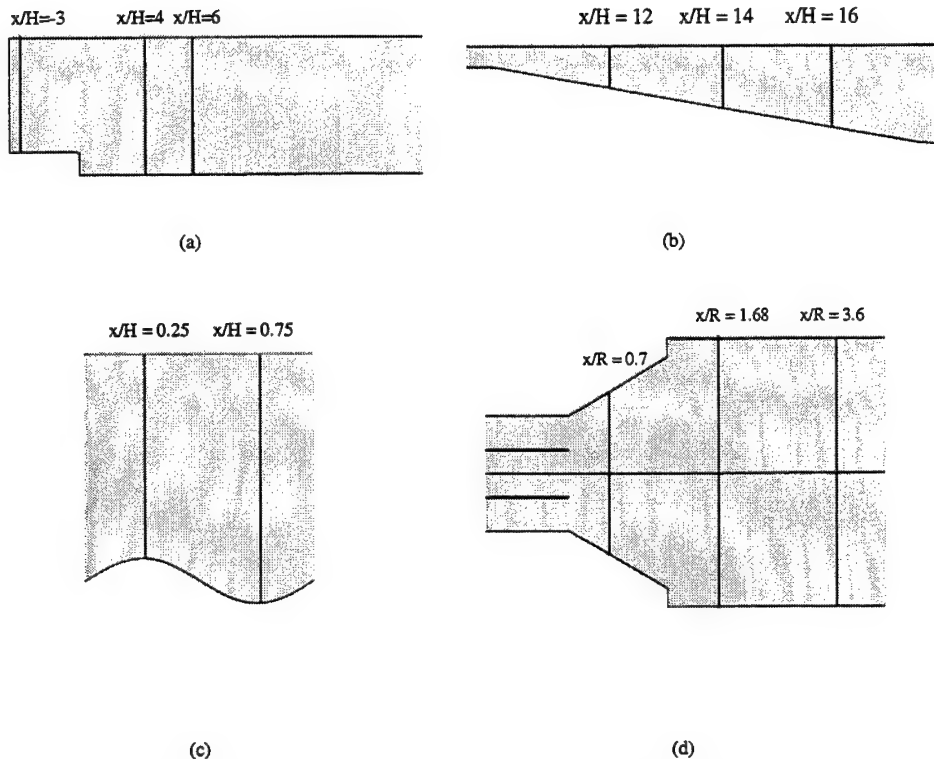 x/H=-3 x/H=4 x/H=6
x/H = 12 x/H = 14 x/H = 16
(a)
(b)
x/H = 0.25 x/H = 0.75
x/R = 1.68 x/R = 3.6
x/R = 0.7
(c)
(d)